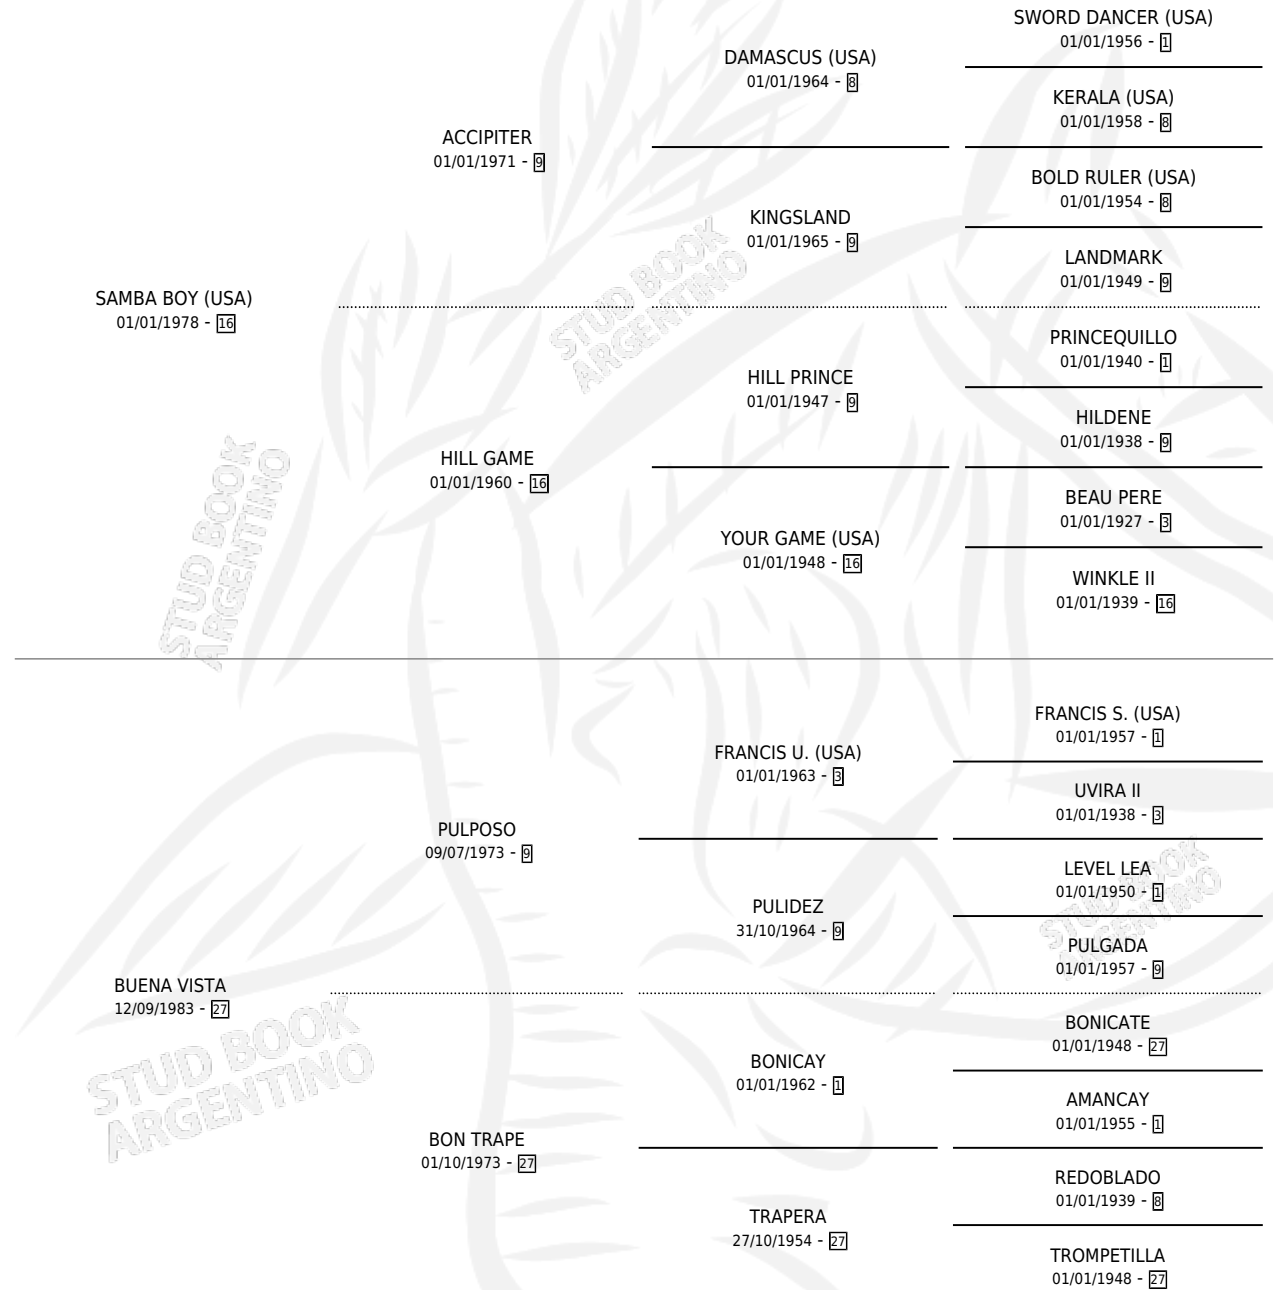 SWORD DANCER (USA)
01/01/1956 - 1
DAMASCUS (USA)
01/01/1964 - 8
KERALA (USA)
01/01/1958 - 8
ACCIPITER
01/01/1971 - 9
BOLD RULER (USA)
01/01/1954 - 8
KINGSLAND
01/01/1965 - 9
LANDMARK
01/01/1949 - 9
SAMBA BOY (USA)
01/01/1978 - 16
PRINCEQUILLO
01/01/1940 - 1
HILL PRINCE
01/01/1947 - 9
HILDENE
01/01/1938 - 9
HILL GAME
01/01/1960 - 16
BEAU PERE
01/01/1927 - 3
YOUR GAME (USA)
01/01/1948 - 16
WINKLE II
01/01/1939 - 16
FRANCIS S. (USA)
01/01/1957 - 1
FRANCIS U. (USA)
01/01/1963 - 3
UVIRA II
01/01/1938 - 3
PULPOSO
09/07/1973 - 9
LEVEL LEA
01/01/1950 - 1
PULIDEZ
31/10/1964 - 9
PULGADA
01/01/1957 - 9
BUENA VISTA
12/09/1983 - 27
BONICATE
01/01/1948 - 27
BONICAY
01/01/1962 - 1
AMANCAY
01/01/1955 - 1
BON TRAPE
01/10/1973 - 27
REDOBLADO
01/01/1939 - 8
TRAPERA
27/10/1954 - 27
TROMPETILLA
01/01/1948 - 27
STUD BOOK
ARGENTINO
STUD BOOK
ARGENTINO
STUD BOOK
ARGENTINO
STUD BOOK
ARGENTINO